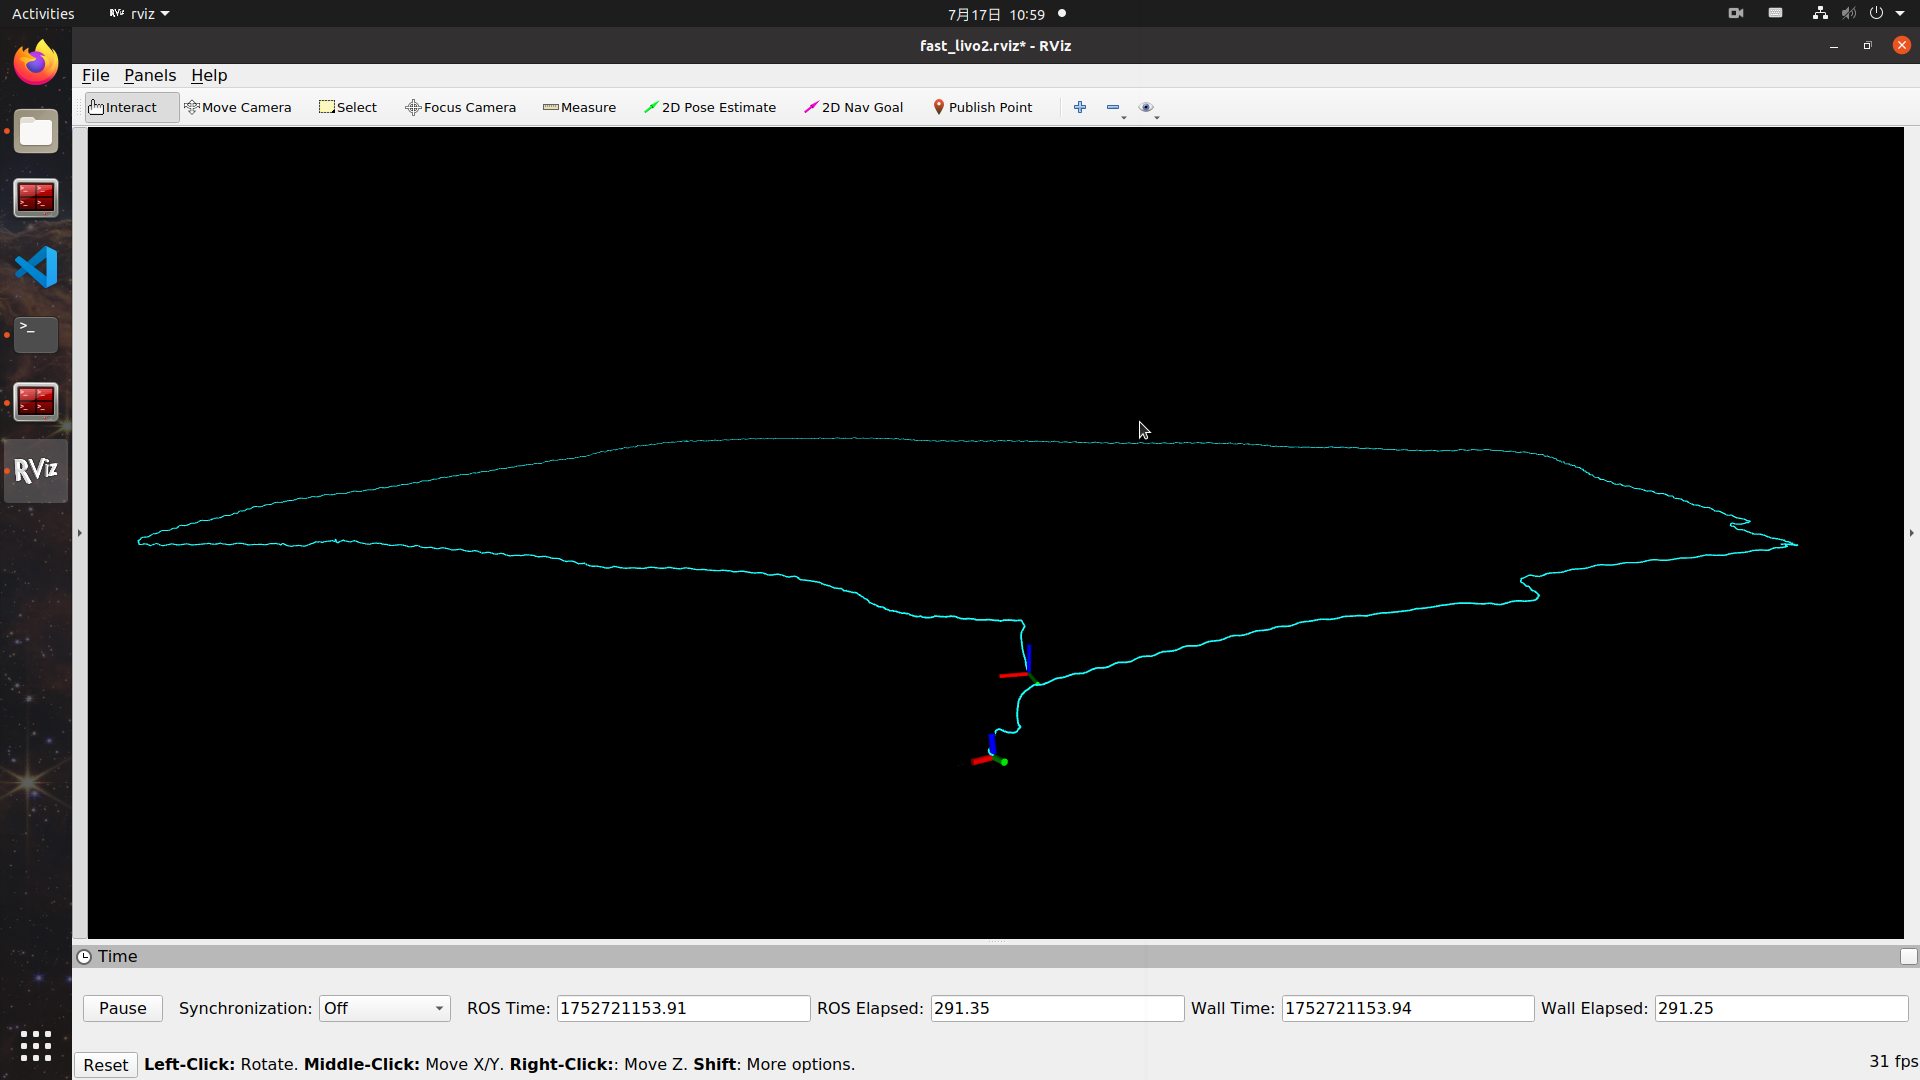 Activities RViz rviz 7月17日 10:59
fast_livo2.rviz* - RViz
File Panels Help
Interact Move Camera Select Focus Camera Measure 2D Pose Estimate 2D Nav Goal Publish Point
>_
RViz
Time
Pause Synchronization: Off ROS Time: 1752721153.91 ROS Elapsed: 291.35 Wall Time: 1752721153.94 Wall Elapsed: 291.25
Reset Left-Click: Rotate. Middle-Click: Move X/Y. Right-Click:: Move Z. Shift: More options. 31 fps